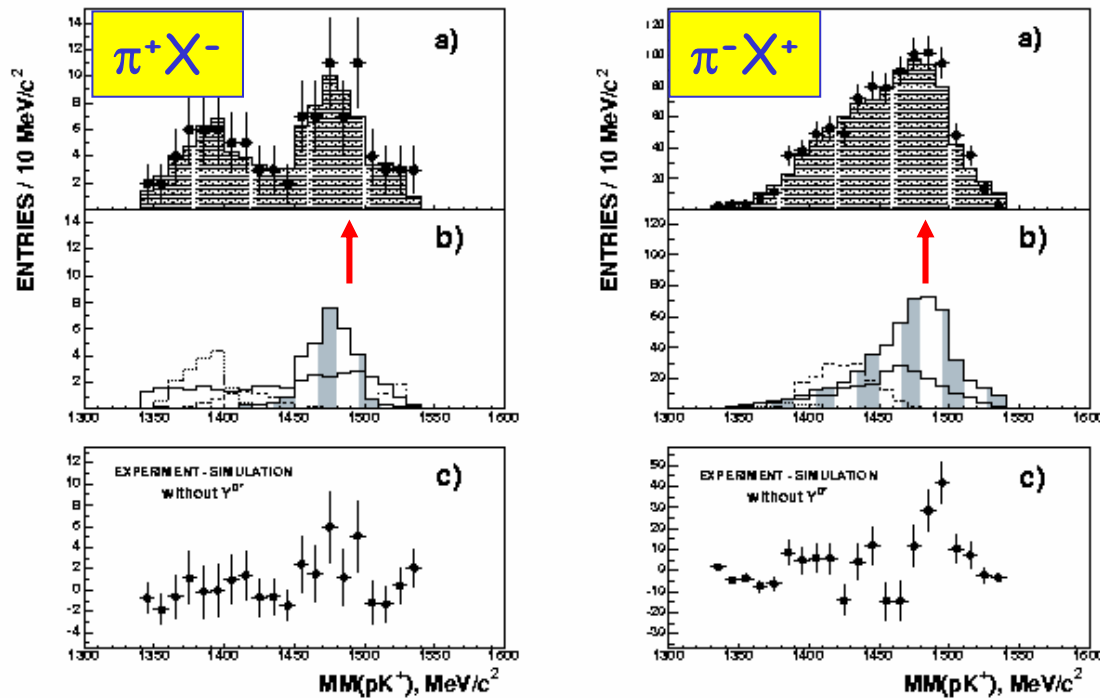 π⁺X⁻
a)
ENTRIES / 10 MeV/c²
14
12
10
8
6
4
2
b)
14
12
10
8
6
4
2
1300 1350 1400 1450 1500 1550 1600
c)
EXPERIMENT - SIMULATION
without Y⁰*
12
10
8
6
4
2
0
-2
-4
1300 1350 1400 1450 1500 1550 1600
MM(pK⁺), MeV/c²
π⁻X⁺
a)
ENTRIES / 10 MeV/c²
120
100
80
60
40
20
b)
120
100
80
60
40
20
0
1300 1350 1400 1450 1500 1550 1600
c)
EXPERIMENT - SIMULATION
without Y⁰*
50
40
30
20
10
0
-10
-20
-30
1300 1350 1400 1450 1500 1550 1600
MM(pK⁺), MeV/c²